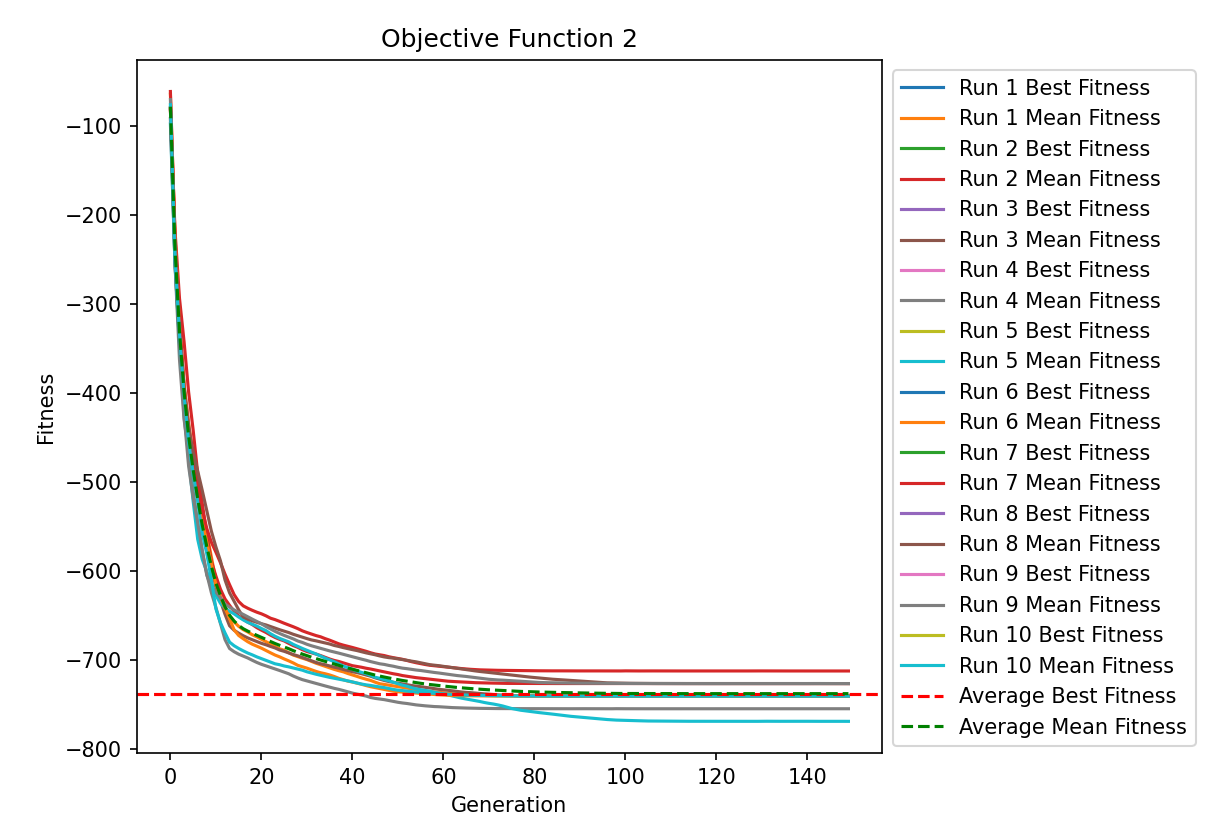 Objective Function 2
Fitness
−100
−200
−300
−400
−500
−600
−700
−800
0
20
40
60
80
100
120
140
Generation
Run 1 Best Fitness
Run 1 Mean Fitness
Run 2 Best Fitness
Run 2 Mean Fitness
Run 3 Best Fitness
Run 3 Mean Fitness
Run 4 Best Fitness
Run 4 Mean Fitness
Run 5 Best Fitness
Run 5 Mean Fitness
Run 6 Best Fitness
Run 6 Mean Fitness
Run 7 Best Fitness
Run 7 Mean Fitness
Run 8 Best Fitness
Run 8 Mean Fitness
Run 9 Best Fitness
Run 9 Mean Fitness
Run 10 Best Fitness
Run 10 Mean Fitness
Average Best Fitness
Average Mean Fitness